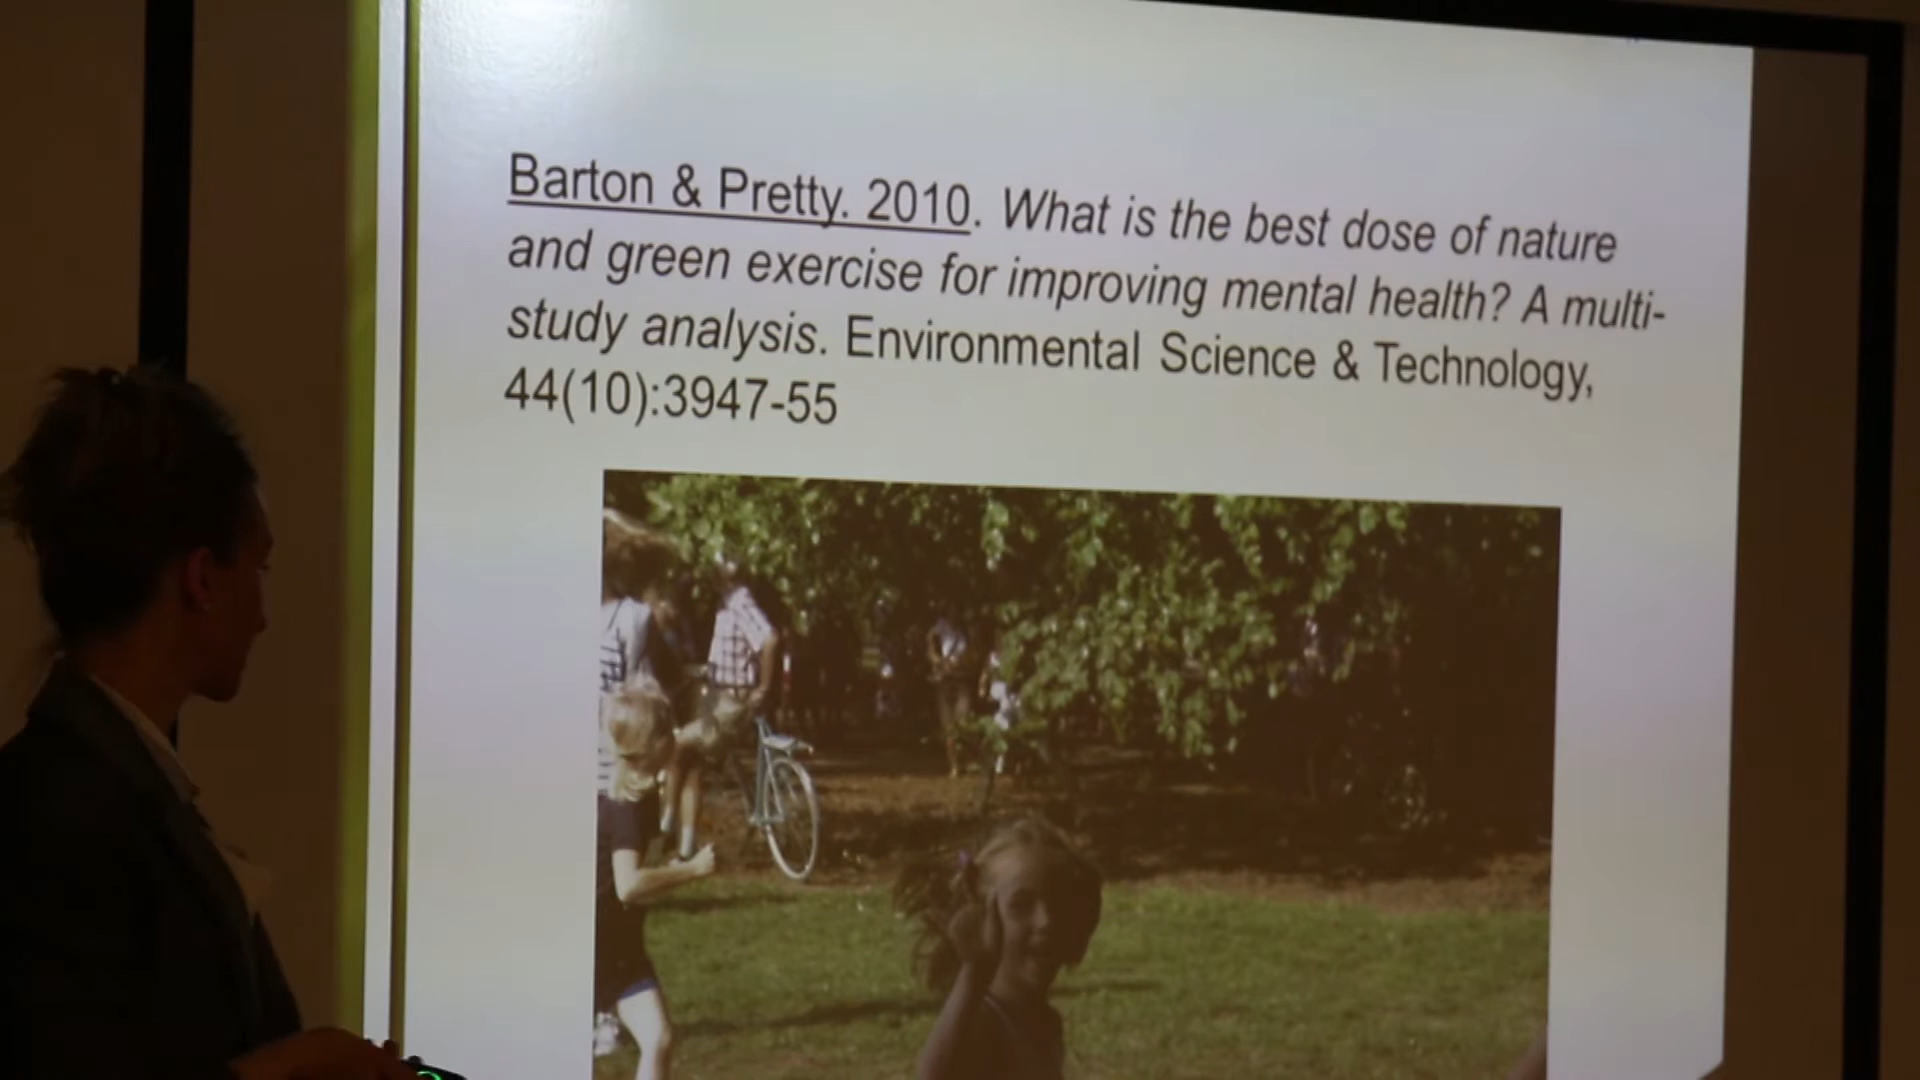 Barton & Pretty. 2010. What is the best dose of nature
and green exercise for improving mental health? A multi-
study analysis. Environmental Science & Technology,
44(10):3947-55